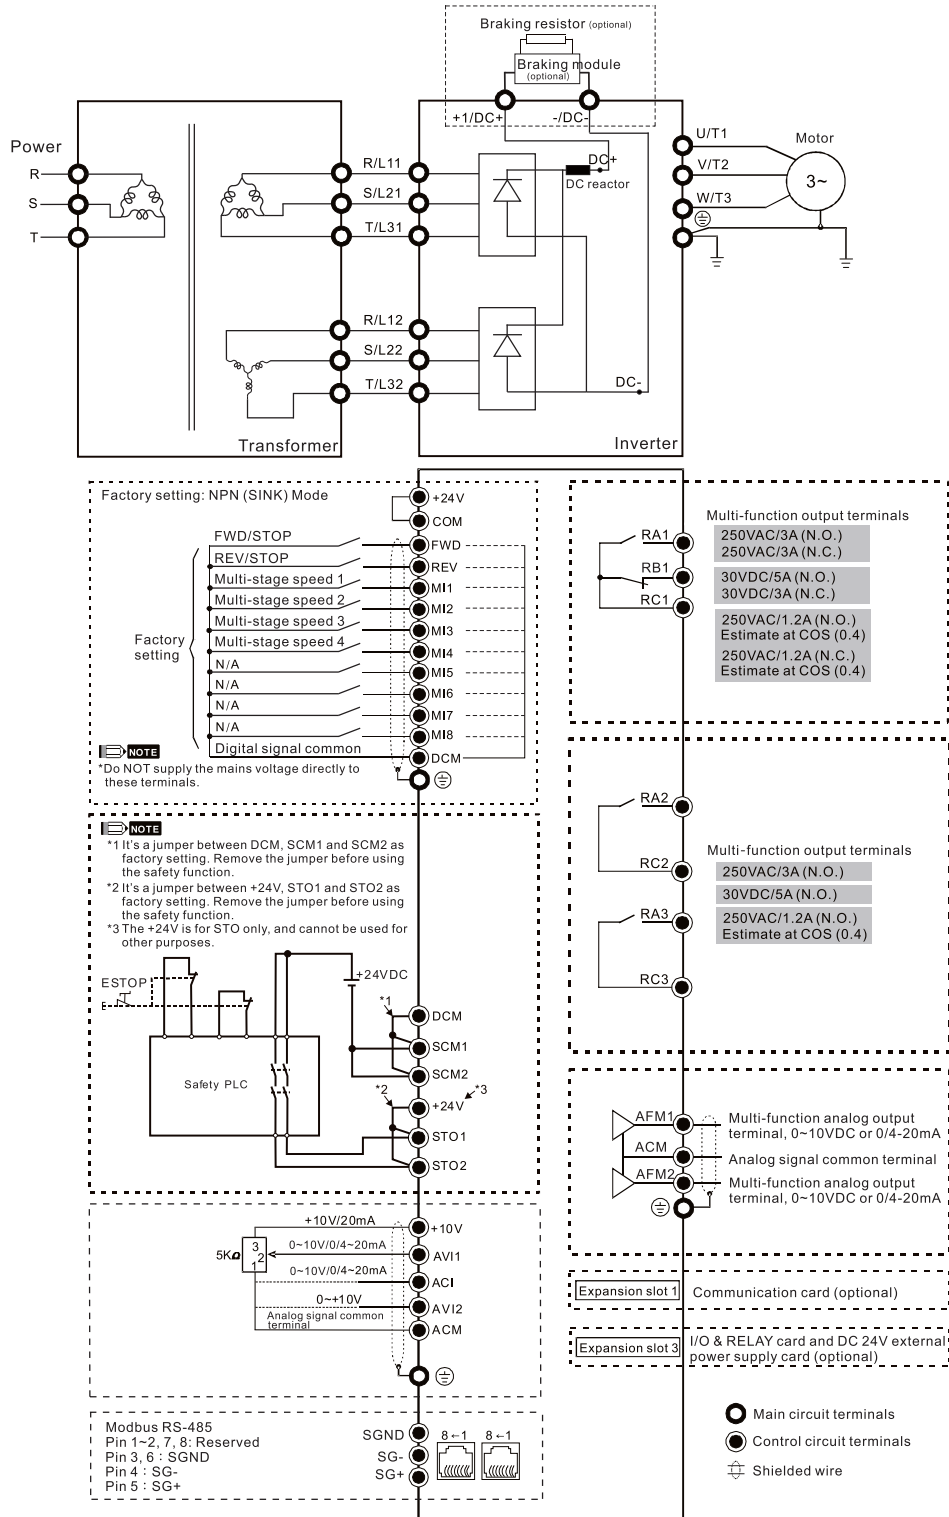 Braking resistor (optional)
Braking module
(optional)
+1/DC+
-/DC-
Power
R
S
T
R/L11
S/L21
T/L31
R/L12
S/L22
T/L32
DC+
DC reactor
DC-
U/T1
V/T2
W/T3
Motor
3~
Transformer
Inverter
Factory setting: NPN (SINK) Mode
+24V
COM
FWD/STOP
FWD
REV/STOP
REV
Multi-stage speed 1
MI1
Multi-stage speed 2
MI2
Multi-stage speed 3
MI3
Multi-stage speed 4
MI4
Factory
setting
N/A
MI5
N/A
MI6
N/A
MI7
N/A
MI8
Digital signal common
DCM
NOTE
*Do NOT supply the mains voltage directly to
these terminals.
NOTE
*1 It's a jumper between DCM, SCM1 and SCM2 as
factory setting. Remove the jumper before using
the safety function.
*2 It's a jumper between +24V, STO1 and STO2 as
factory setting. Remove the jumper before using
the safety function.
*3 The +24V is for STO only, and cannot be used for
other purposes.
ESTOP
+24VDC
*1
DCM
SCM1
SCM2
Safety PLC
*2
+24V
*3
STO1
STO2
+10V/20mA
+10V
5KΩ
3
2
1
0~10V/0/4~20mA
AVI1
0~10V/0/4~20mA
ACI
0~+10V
AVI2
Analog signal common
terminal
ACM
Modbus RS-485
Pin 1~2, 7, 8: Reserved
Pin 3, 6 : SGND
Pin 4 : SG-
Pin 5 : SG+
SGND
SG-
SG+
8←1
8←1
RA1
RB1
RC1
Multi-function output terminals
250VAC/3A (N.O.)
250VAC/3A (N.C.)
30VDC/5A (N.O.)
30VDC/3A (N.C.)
250VAC/1.2A (N.O.)
Estimate at COS (0.4)
250VAC/1.2A (N.C.)
Estimate at COS (0.4)
RA2
RC2
RA3
RC3
Multi-function output terminals
250VAC/3A (N.O.)
30VDC/5A (N.O.)
250VAC/1.2A (N.O.)
Estimate at COS (0.4)
AFM1
Multi-function analog output
terminal, 0~10VDC or 0/4-20mA
ACM
Analog signal common terminal
AFM2
Multi-function analog output
terminal, 0~10VDC or 0/4-20mA
Expansion slot 1
Communication card (optional)
Expansion slot 3
I/O & RELAY card and DC 24V external
power supply card (optional)
Main circuit terminals
Control circuit terminals
Shielded wire